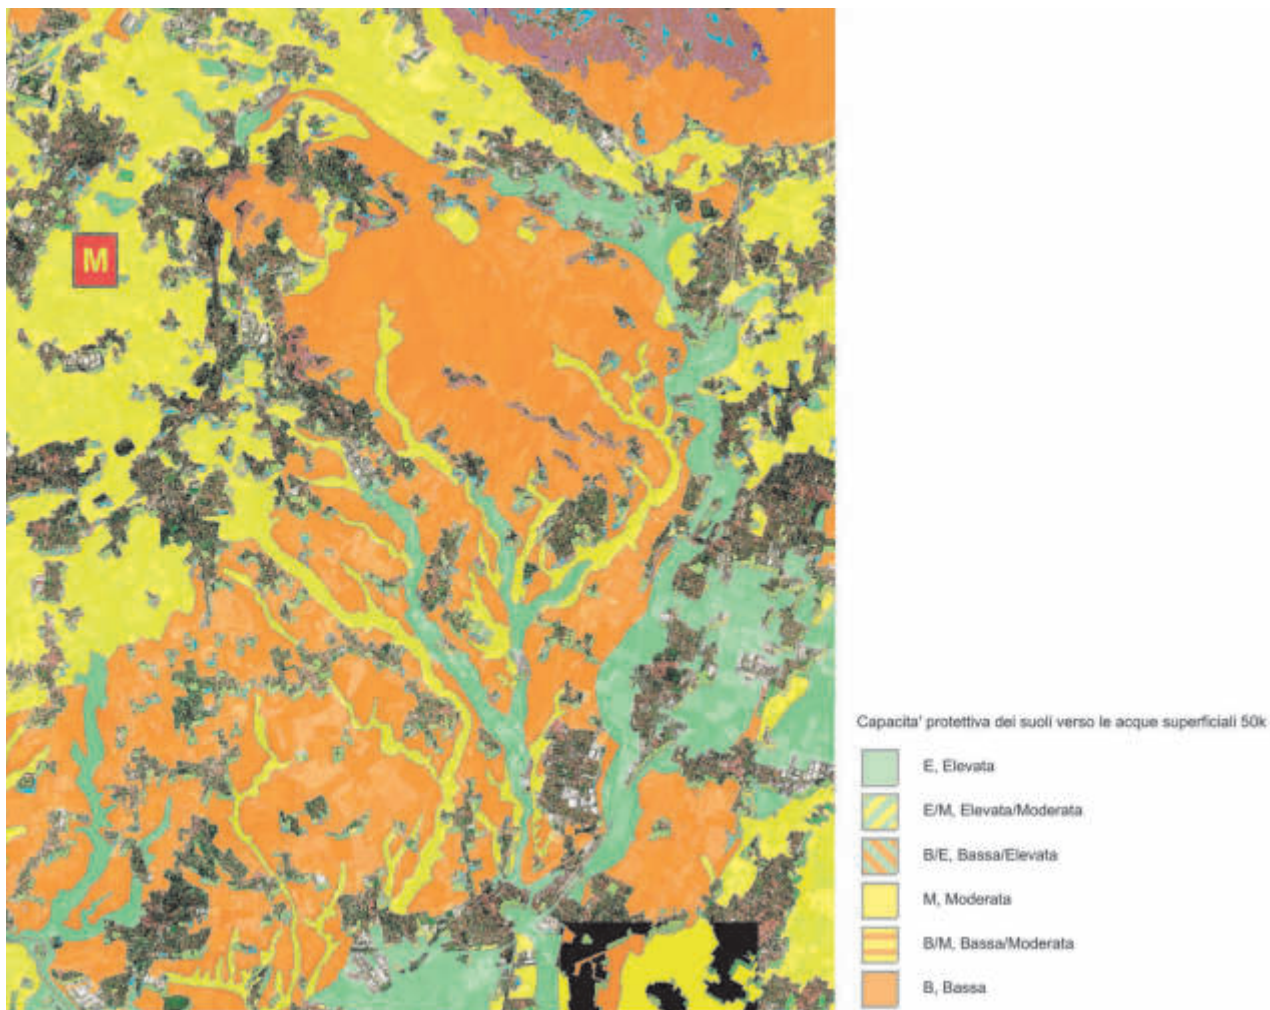 M
Capacita' protettiva dei suoli verso le acque superficiali 50k
E, Elevata
E/M, Elevata/Moderata
B/E, Bassa/Elevata
M, Moderata
B/M, Bassa/Moderata
B, Bassa